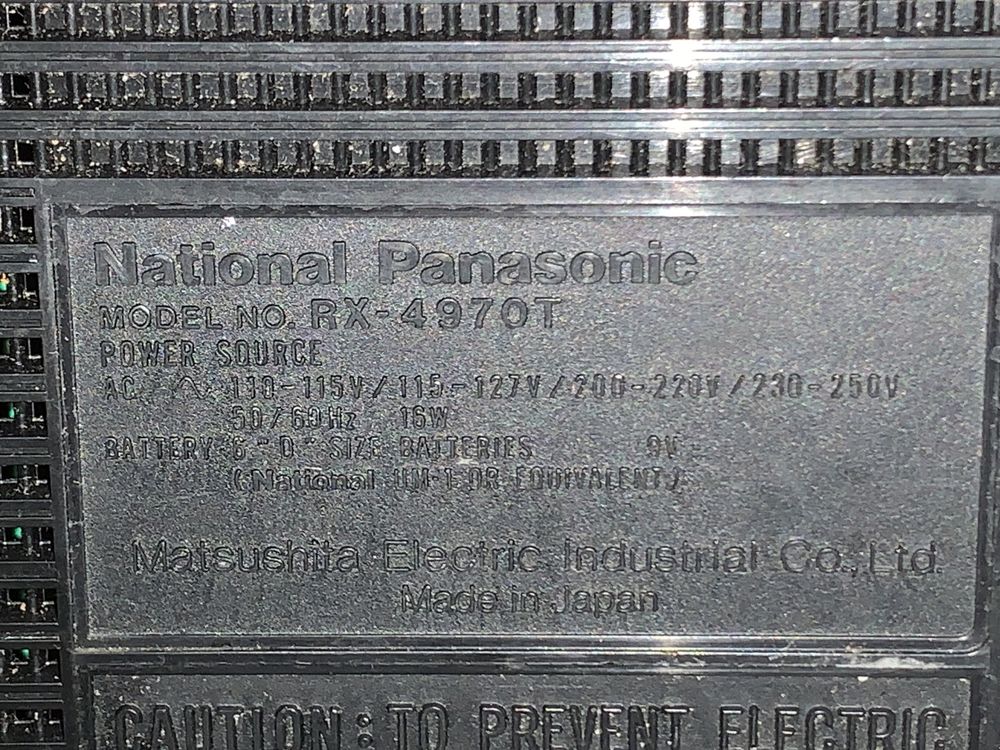 National Panasonic
MODEL NO. RX-4970T
POWER SOURCE
AC ∿ 110-115V/115-127V/200-220V/230-250V
50/60Hz 16W
BATTERY 6 "D" SIZE BATTERIES 9V
(National UM-1 OR EQUIVALENT)
Matsushita Electric Industrial Co., Ltd.
Made in Japan
CAUTION: TO PREVENT ELECTRIC